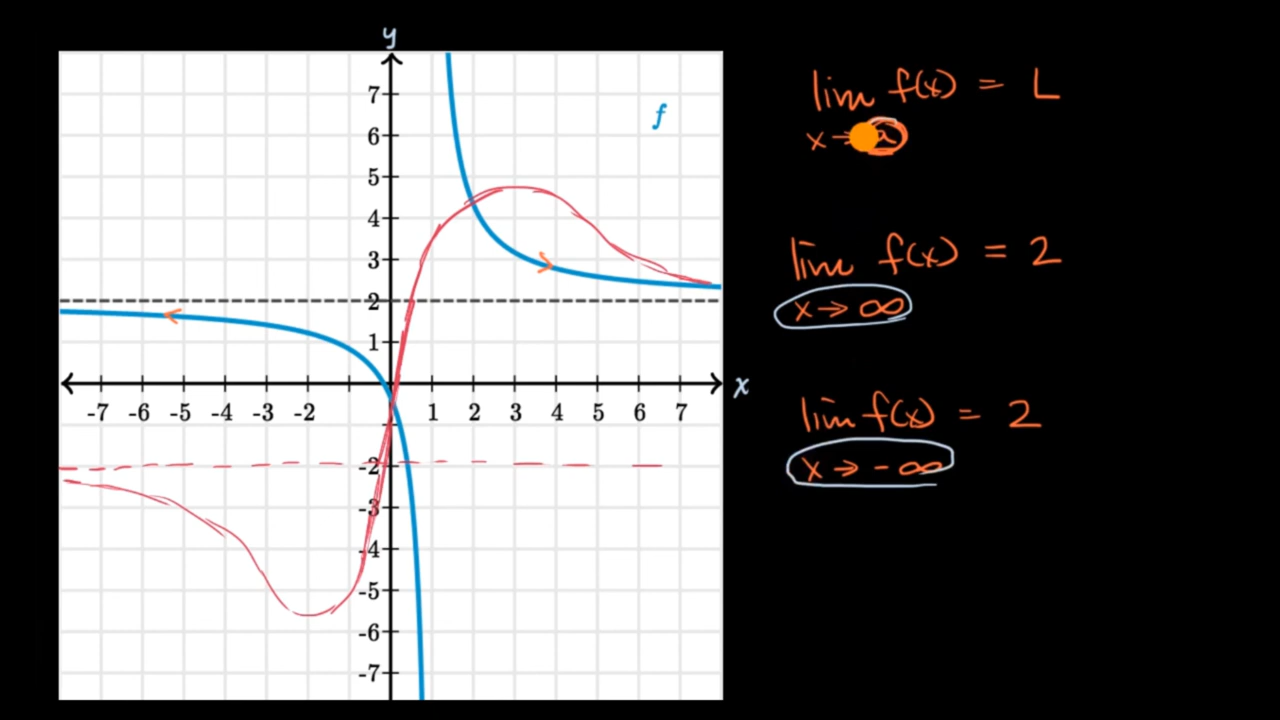 y
7
6
5
4
3
2
1
-7 -6 -5 -4 -3 -2 1 2 3 4 5 6 7
x
-2
-3
-4
-5
-6
-7
f
lim f(x) = L
x → a
lim f(x) = 2
x → ∞
lim f(x) = 2
x → -∞